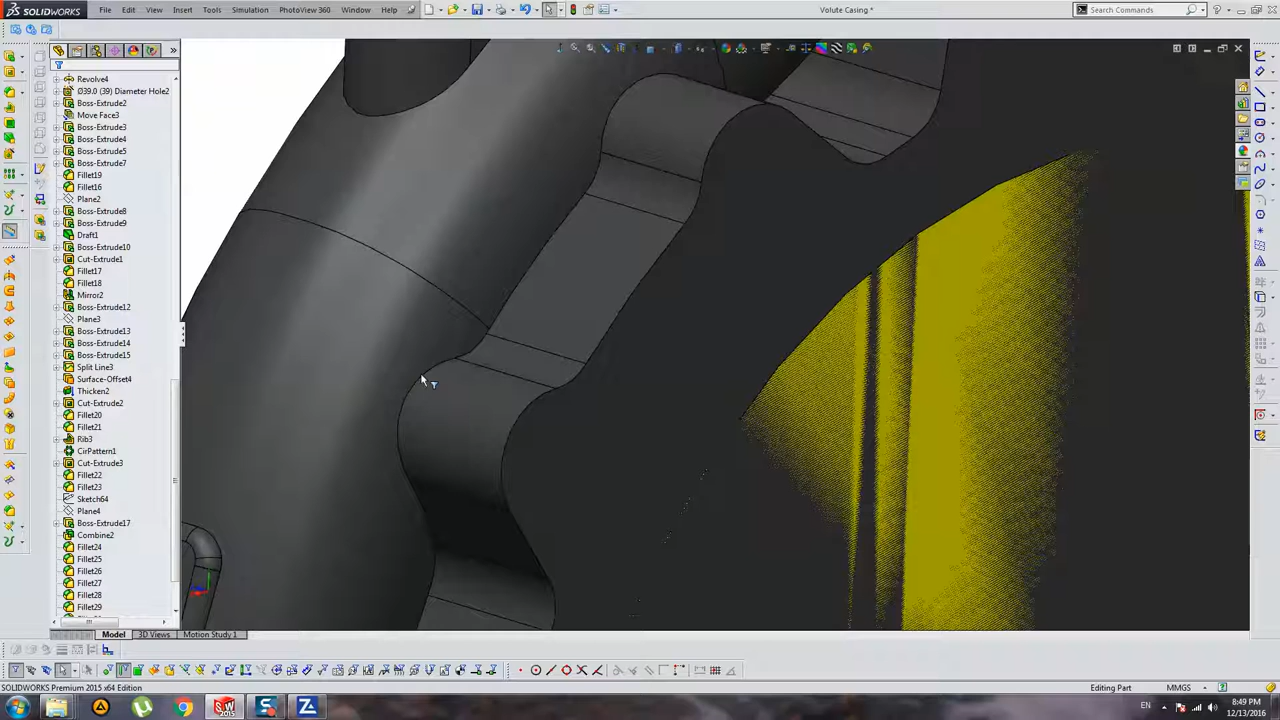 SOLIDWORKS
File
Edit
View
Insert
Tools
Simulation
PhotoView 360
Window
Help
Volute Casing *
Search Commands
Revolve4
Ø39.0 (39) Diameter Hole2
Boss-Extrude2
Move Face3
Boss-Extrude3
Boss-Extrude4
Boss-Extrude5
Boss-Extrude7
Fillet19
Fillet16
Plane2
Boss-Extrude8
Boss-Extrude9
Draft1
Boss-Extrude10
Cut-Extrude1
Fillet17
Fillet18
Mirror2
Boss-Extrude12
Plane3
Boss-Extrude13
Boss-Extrude14
Boss-Extrude15
Split Line3
Surface-Offset4
Thicken2
Cut-Extrude2
Fillet20
Fillet21
Rib3
CirPattern1
Cut-Extrude3
Fillet22
Fillet23
Sketch64
Plane4
Boss-Extrude17
Combine2
Fillet24
Fillet25
Fillet26
Fillet27
Fillet28
Fillet29
Model
3D Views
Motion Study 1
SOLIDWORKS Premium 2015 x64 Edition
Editing Part
MMGS
EN
8:49 PM
12/13/2016